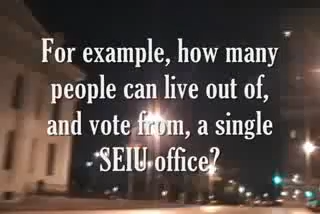 For example, how many
people can live out of,
and vote from, a single
SEIU office?